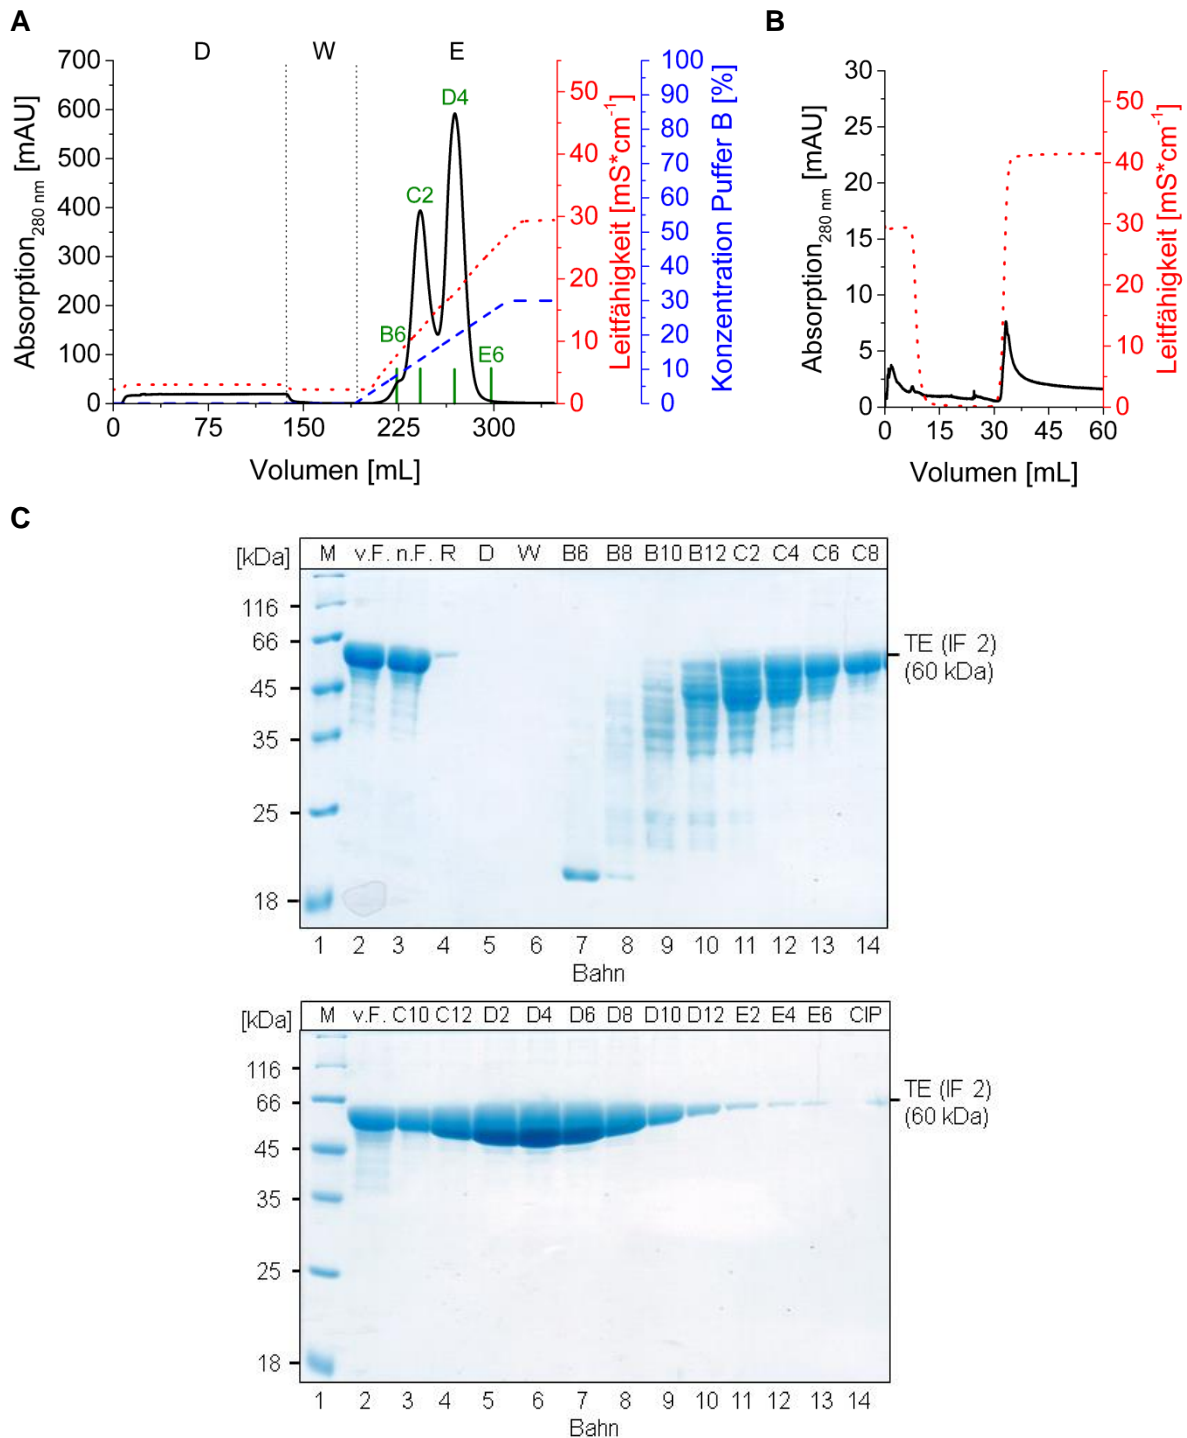 A
B
D W E
700
600
500
400
300
200
100
0
Absorption280 nm [mAU]
0 75 150 225 300
Volumen [mL]
B6
C2
D4
E6
50
40
30
20
10
0
Leitfähigkeit [mS*cm-1]
100
90
80
70
60
50
40
30
20
10
0
Konzentration Puffer B [%]
30
25
20
15
10
5
0
Absorption280 nm [mAU]
0 15 30 45 60
Volumen [mL]
50
40
30
20
10
0
Leitfähigkeit [mS*cm-1]
C
[kDa] M v.F. n.F. R D W B6 B8 B10 B12 C2 C4 C6 C8
116
66
45
35
25
18
TE (IF 2)
(60 kDa)
1 2 3 4 5 6 7 8 9 10 11 12 13 14
Bahn
[kDa] M v.F. C10 C12 D2 D4 D6 D8 D10 D12 E2 E4 E6 CIP
116
66
45
35
25
18
TE (IF 2)
(60 kDa)
1 2 3 4 5 6 7 8 9 10 11 12 13 14
Bahn